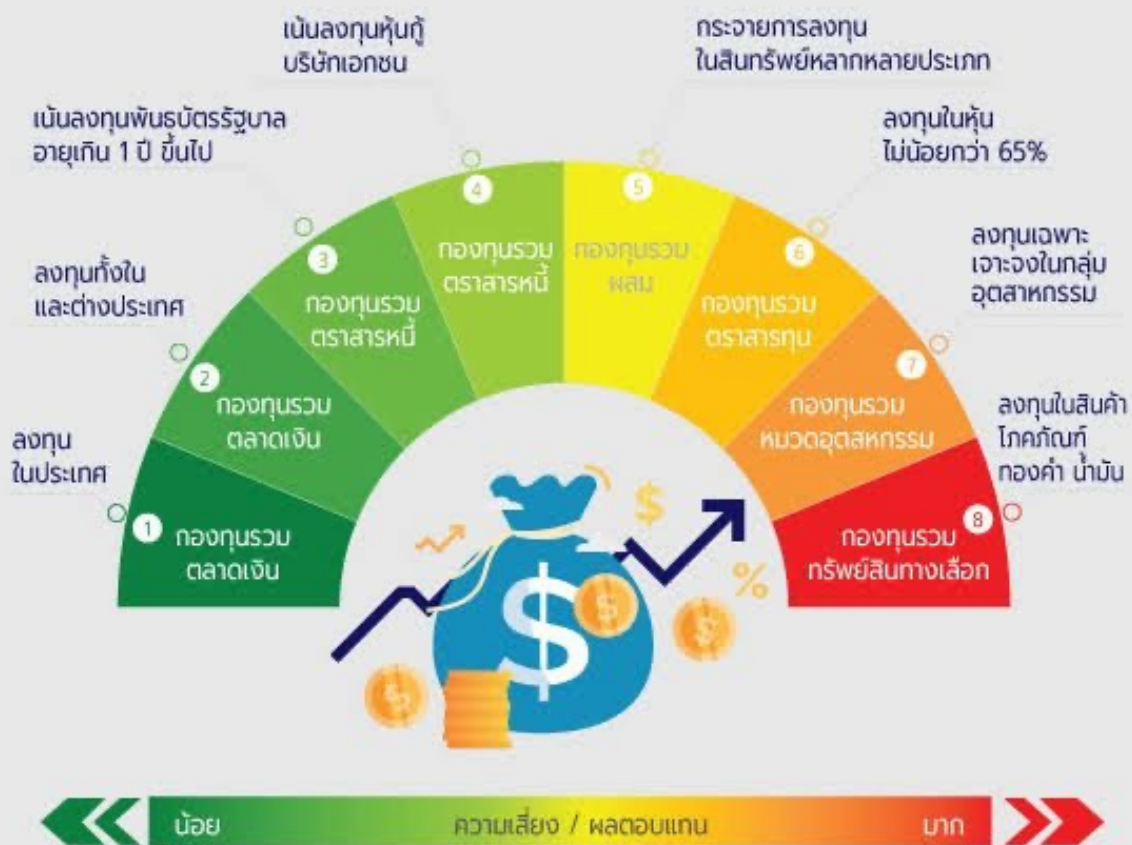 เน้นลงทุนหุ้นกู้
บริษัทเอกชน
กระจายการลงทุน
ในสินทรัพย์หลากหลายประเภท
เน้นลงทุนพันธบัตรรัฐบาล
อายุเกิน 1 ปี ขึ้นไป
ลงทุนในหุ้น
ไม่น้อยกว่า 65%
ลงทุนทั้งใน
และต่างประเทศ
ลงทุนเฉพาะ
เจาะจงในกลุ่ม
อุตสาหกรรม
ลงทุน
ในประเทศ
ลงทุนในสินค้า
โภคภัณฑ์
ทองคำ น้ำมัน
1
กองทุนรวม
ตลาดเงิน
2
กองทุนรวม
ตลาดเงิน
3
กองทุนรวม
ตราสารหนี้
4
กองทุนรวม
ตราสารหนี้
5
กองทุนรวม
ผสม
6
กองทุนรวม
ตราสารทุน
7
กองทุนรวม
หมวดอุตสหกรรม
8
กองทุนรวม
ทรัพย์สินทางเลือก
$
$
%
$
$
$
น้อย
ความเสี่ยง / ผลตอบแทน
มาก